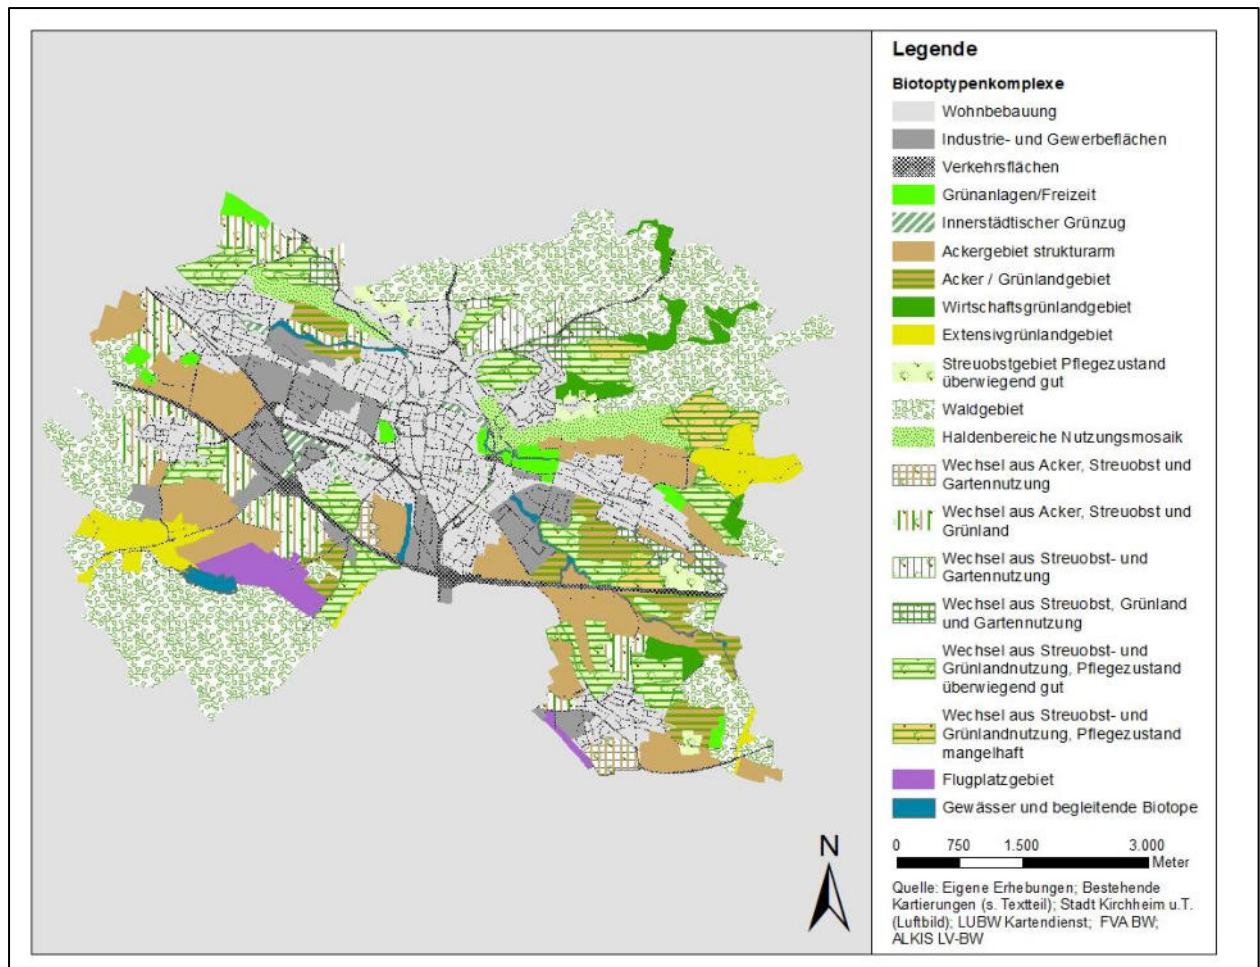 Legende
Biotoptypenkomplexe
Wohnbebauung
Industrie- und Gewerbeflächen
Verkehrsflächen
Grünanlagen/Freizeit
Innerstädtischer Grünzug
Ackergebiet strukturarm
Acker / Grünlandgebiet
Wirtschaftsgrünlandgebiet
Extensivgrünlandgebiet
Streuobstgebiet Pflegezustand
überwiegend gut
Waldgebiet
Haldenbereiche Nutzungsmosaik
Wechsel aus Acker, Streuobst und
Gartennutzung
Wechsel aus Acker, Streuobst und
Grünland
Wechsel aus Streuobst- und
Gartennutzung
Wechsel aus Streuobst, Grünland
und Gartennutzung
Wechsel aus Streuobst- und
Grünlandnutzung, Pflegezustand
überwiegend gut
Wechsel aus Streuobst- und
Grünlandnutzung, Pflegezustand
mangelhaft
Flugplatzgebiet
Gewässer und begleitende Biotope
N
0 750 1.500 3.000
Meter
Quelle: Eigene Erhebungen; Bestehende
Kartierungen (s. Textteil); Stadt Kirchheim u.T.
(Luftbild); LUBW Kartendienst; FVA BW;
ALKIS LV-BW